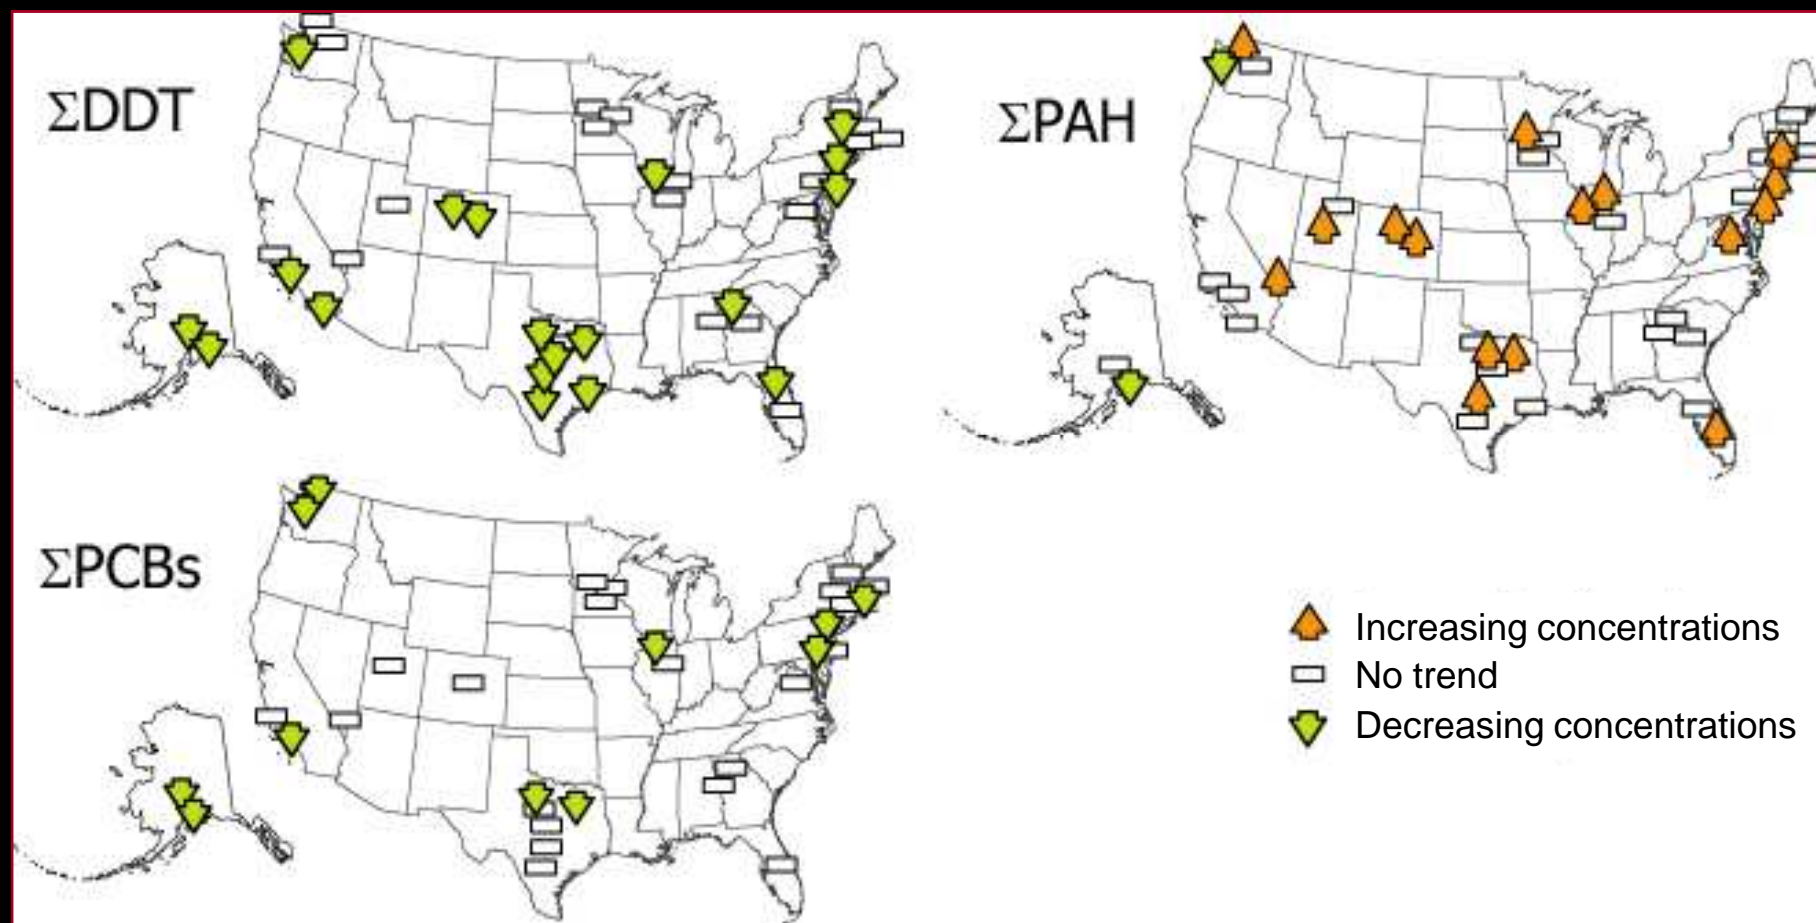 ΣDDT
ΣPAH
ΣPCBs
Increasing concentrations
No trend
Decreasing concentrations